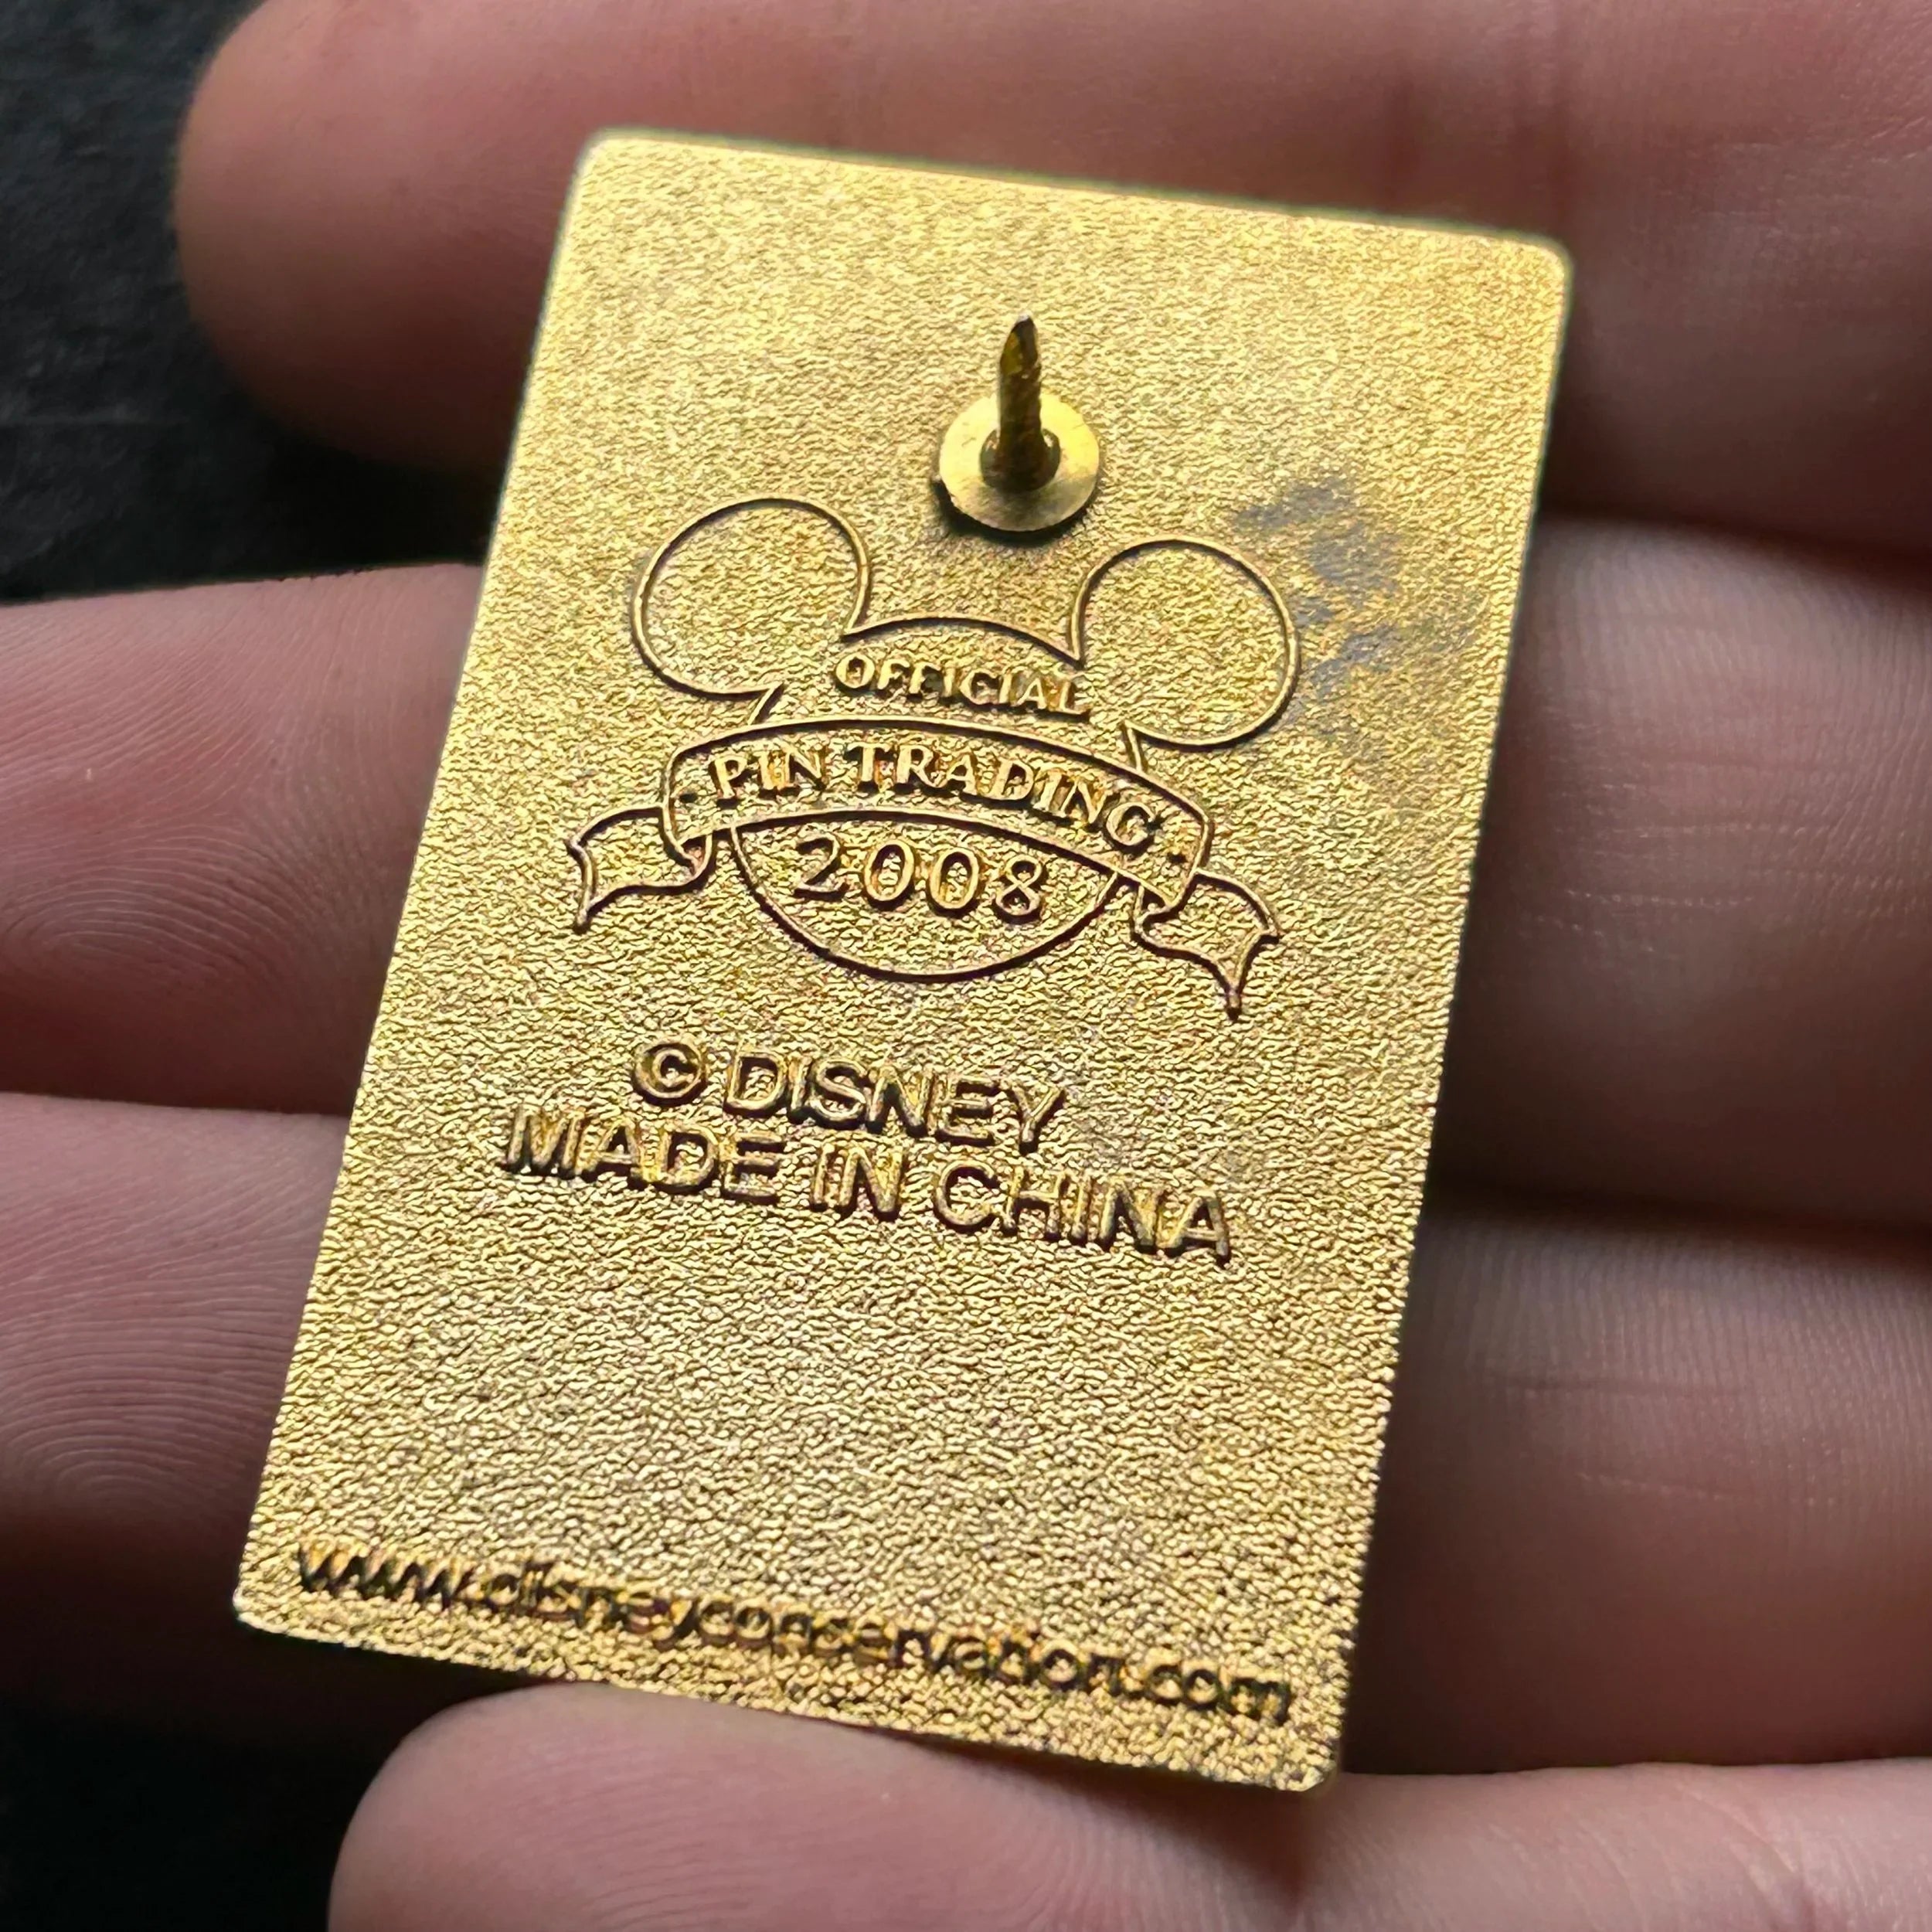 OFFICIAL
PIN TRADING
2008
© DISNEY
MADE IN CHINA
www.disneyconservation.com